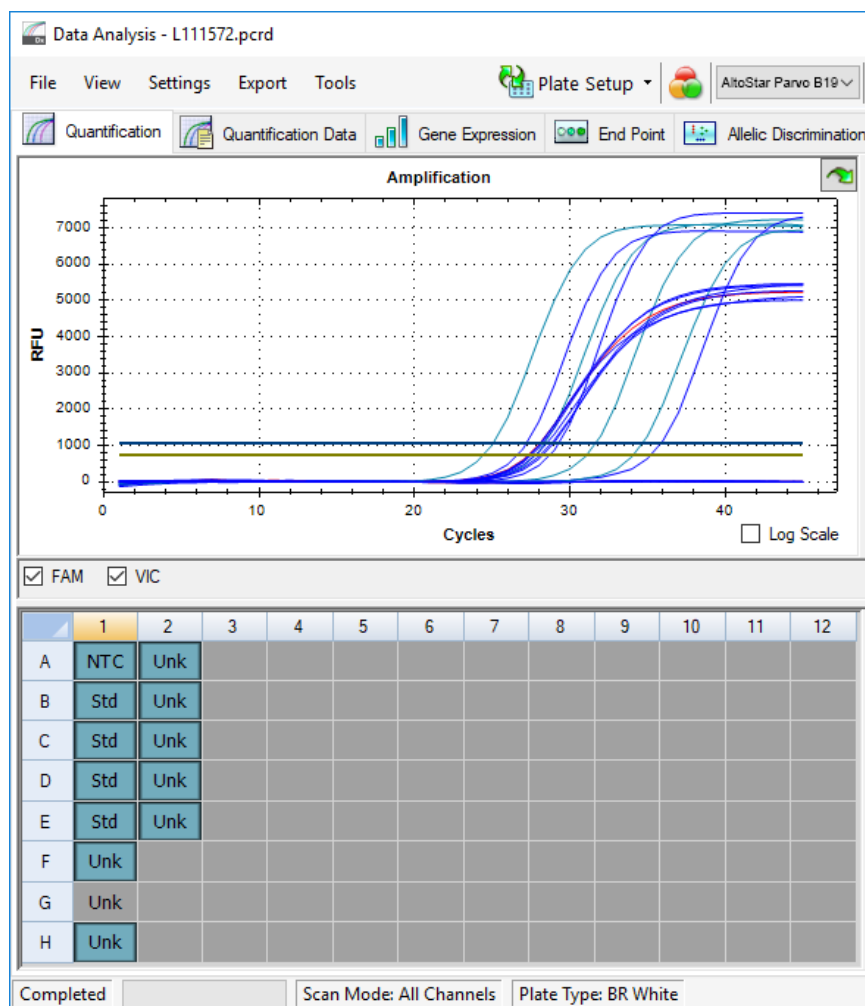 Data Analysis - L111572.pcrd
File View Settings Export Tools Plate Setup AltoStar Parvo B19
Quantification Quantification Data Gene Expression End Point Allelic Discrimination
Amplification
7000
6000
5000
4000
3000
2000
1000
0
RFU
0 10 20 30 40
Cycles
Log Scale
FAM VIC
1 2 3 4 5 6 7 8 9 10 11 12
A NTC Unk
B Std Unk
C Std Unk
D Std Unk
E Std Unk
F Unk
G Unk
H Unk
Completed Scan Mode: All Channels Plate Type: BR White